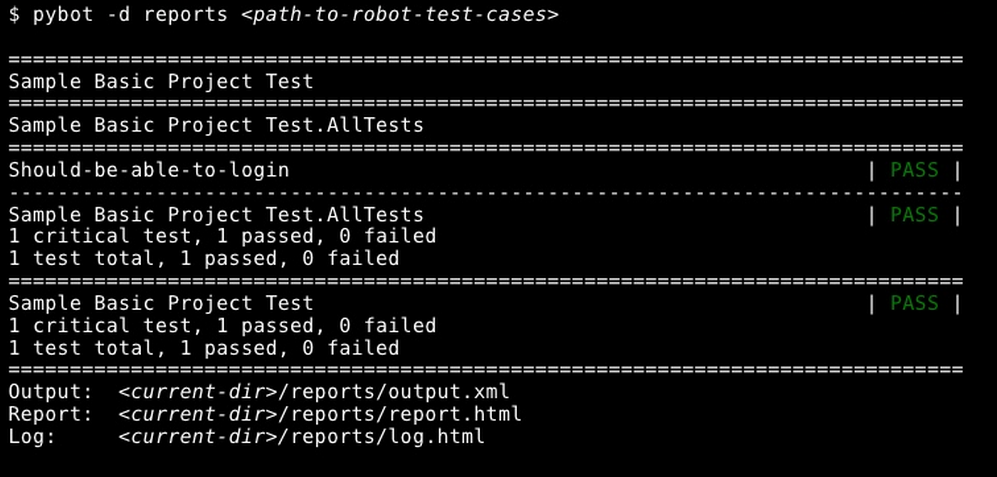 $ pybot -d reports <path-to-robot-test-cases>
==============================================================================
Sample Basic Project Test
==============================================================================
Sample Basic Project Test.AllTests
==============================================================================
Should-be-able-to-login | PASS |
------------------------------------------------------------------------------
Sample Basic Project Test.AllTests | PASS |
1 critical test, 1 passed, 0 failed
1 test total, 1 passed, 0 failed
==============================================================================
Sample Basic Project Test | PASS |
1 critical test, 1 passed, 0 failed
1 test total, 1 passed, 0 failed
==============================================================================
Output: <current-dir>/reports/output.xml
Report: <current-dir>/reports/report.html
Log: <current-dir>/reports/log.html